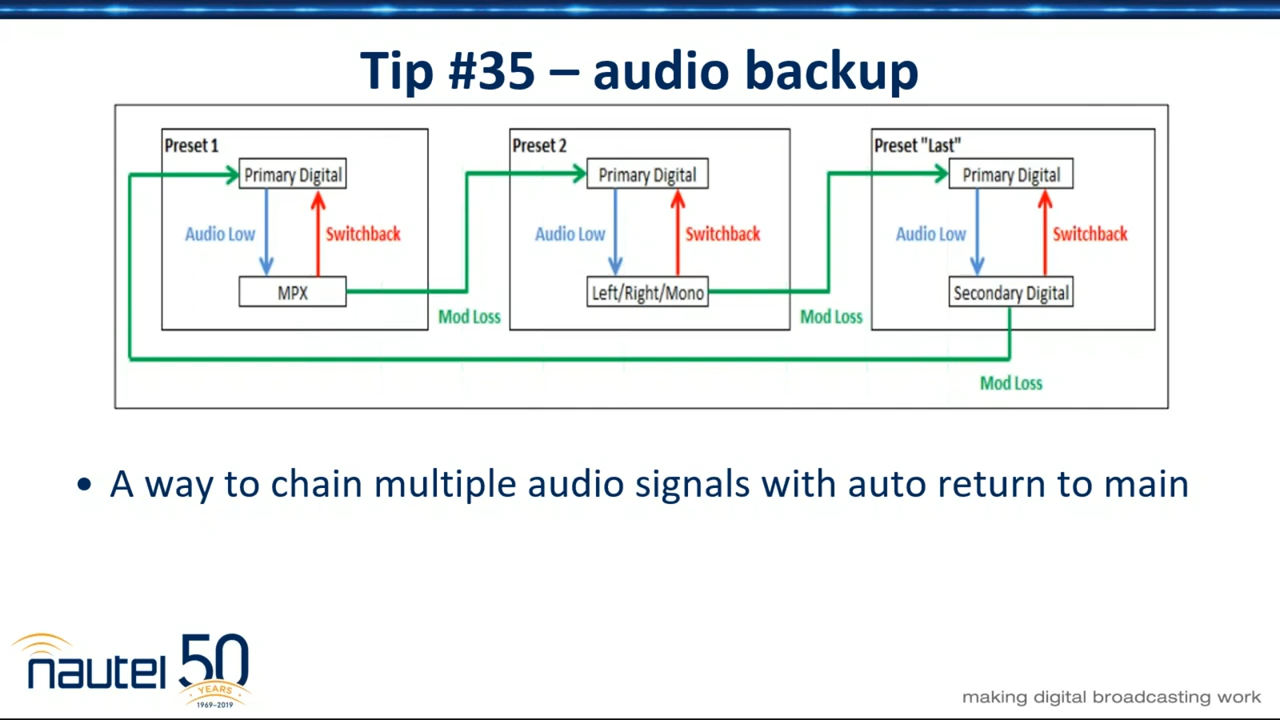 Tip #35 – audio backup
Preset 1
Preset 2
Preset "Last"
Primary Digital
Primary Digital
Primary Digital
Audio Low
Switchback
Audio Low
Switchback
Audio Low
Switchback
MPX
Left/Right/Mono
Secondary Digital
Mod Loss
Mod Loss
Mod Loss
• A way to chain multiple audio signals with auto return to main
nautel 50
YEARS
1969–2019
making digital broadcasting work